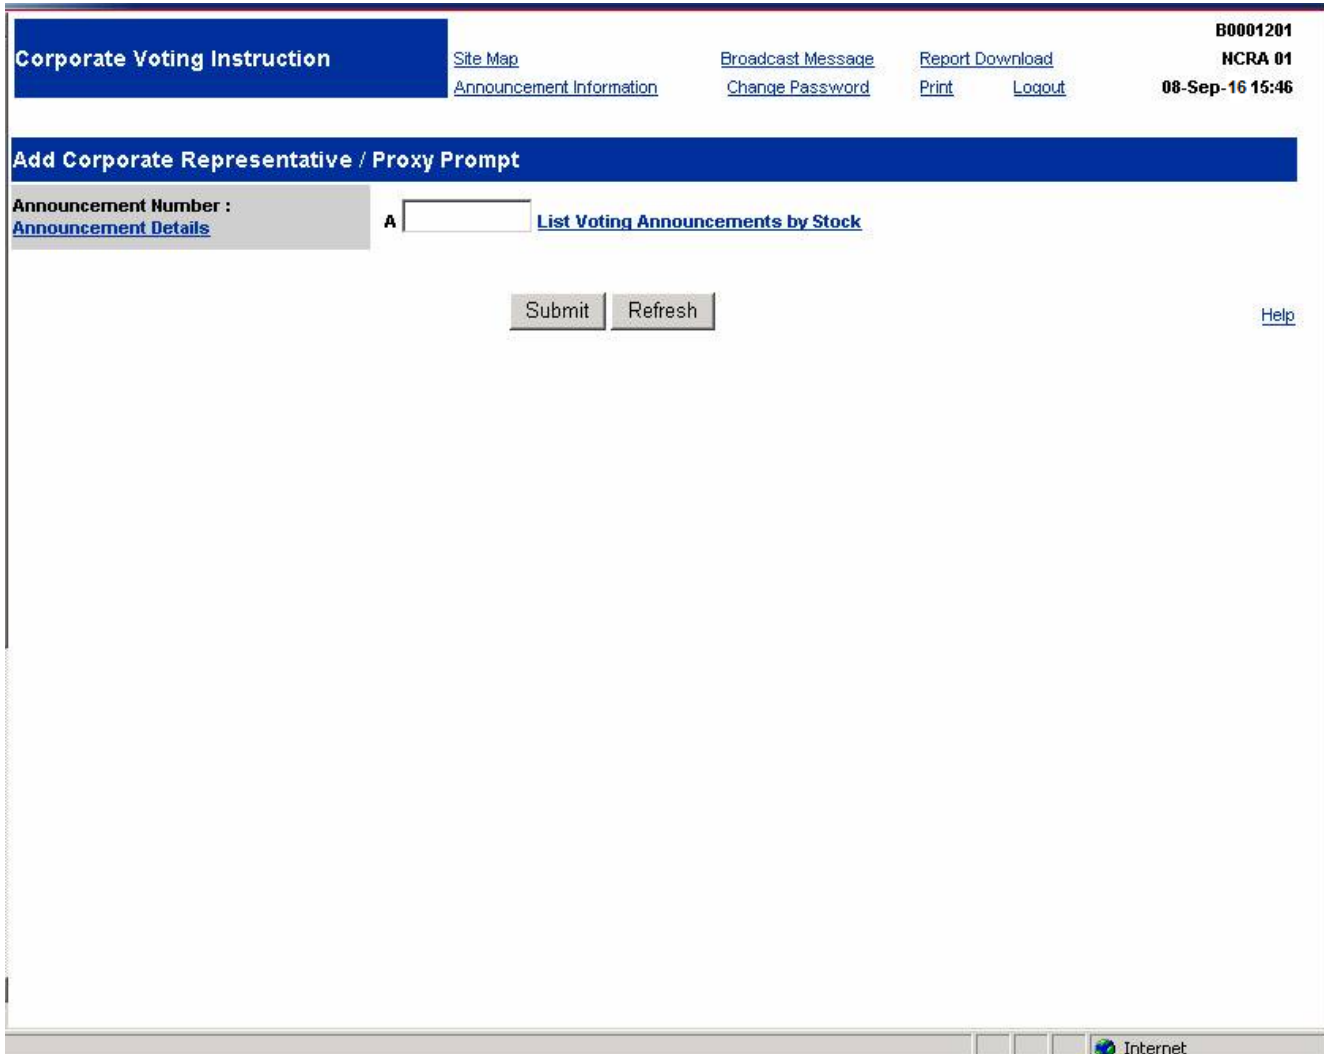 B0001201
Corporate Voting Instruction Site Map Broadcast Message Report Download NCRA 01
Announcement Information Change Password Print Logout 08-Sep-16 15:46
Add Corporate Representative / Proxy Prompt
Announcement Number :
Announcement Details A List Voting Announcements by Stock
Submit Refresh
Help
Internet